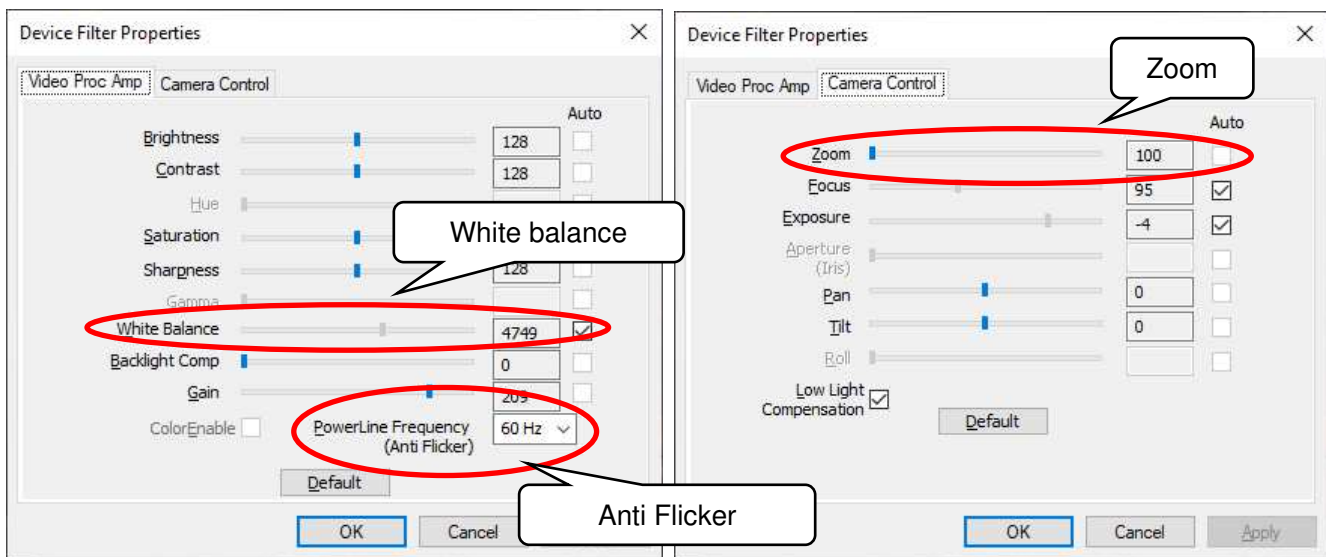 Device Filter Properties
Video Proc Amp Camera Control
Auto
Brightness 128
Contrast 128
Hue
Saturation
White balance
Sharpness 128
Gamma
White Balance 4749
Backlight Comp 0
Gain 209
ColorEnable PowerLine Frequency 60 Hz
(Anti Flicker)
Default
Anti Flicker
OK Cancel
Device Filter Properties
Zoom
Video Proc Amp Camera Control
Auto
Zoom 100
Focus 95
Exposure -4
Aperture
(Iris)
Pan 0
Tilt 0
Roll
Low Light
Compensation
Default
OK Cancel Apply